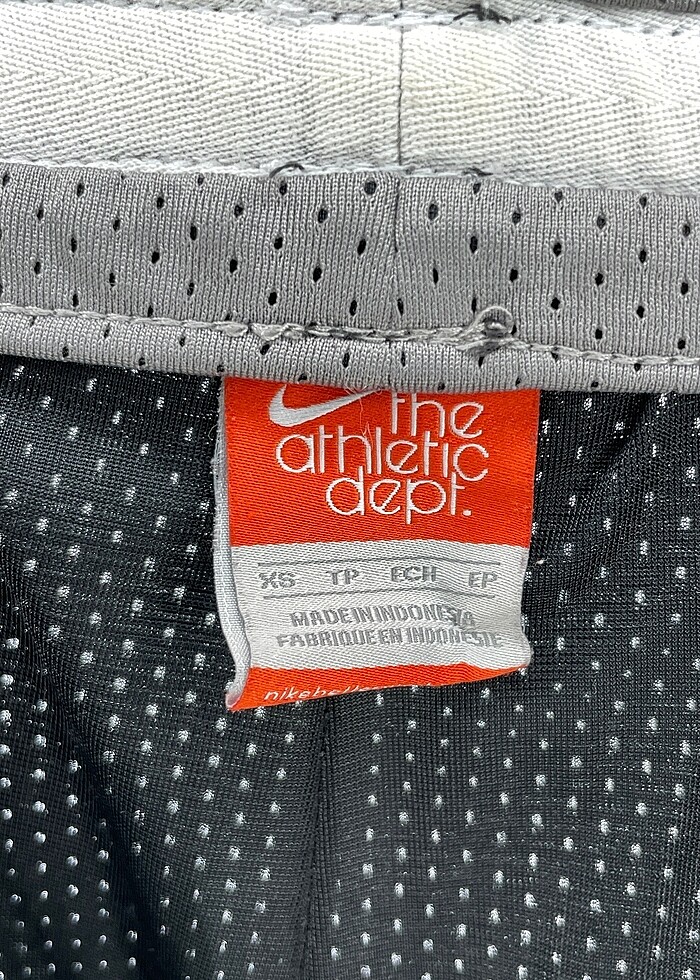 the
athletic
dept.
XS TP ECH EP
MADE IN INDONESIA
FABRIQUE EN INDONESIE